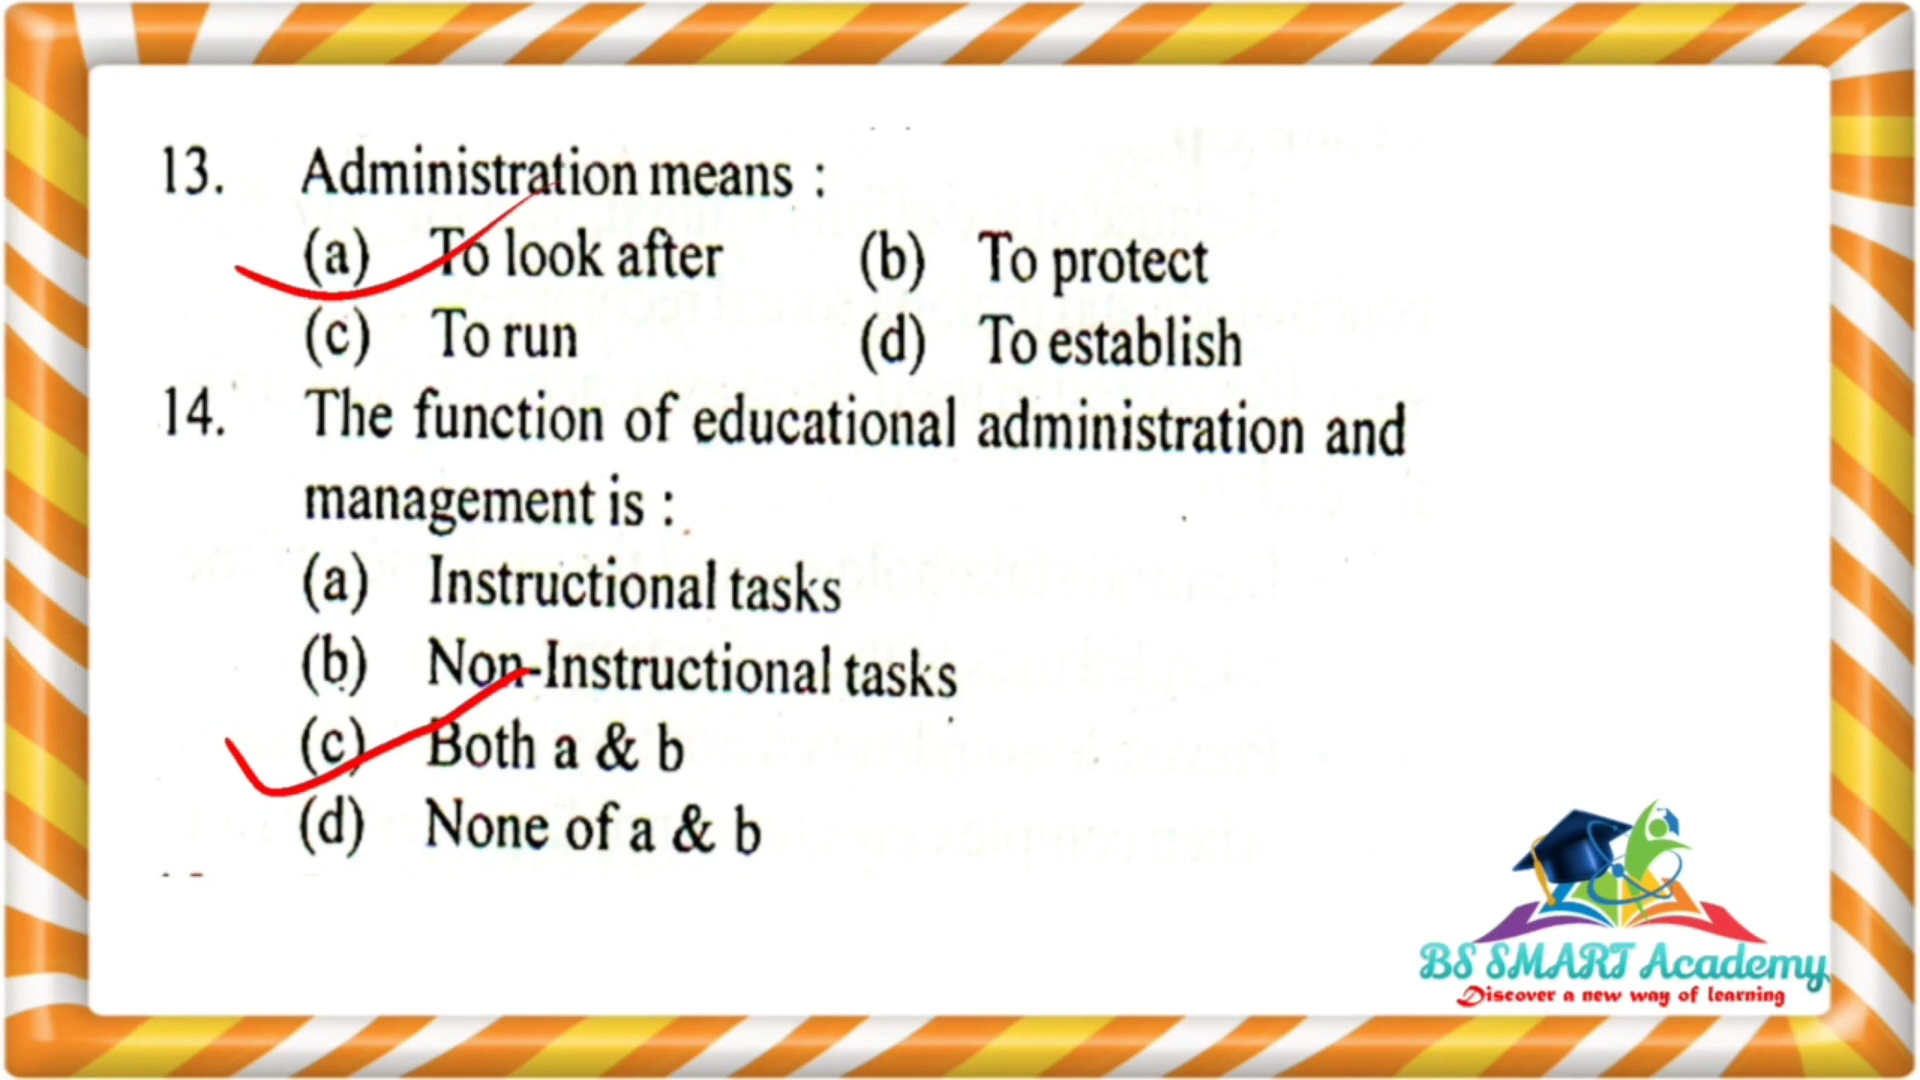 13. Administration means :
(a) To look after (b) To protect
(c) To run (d) To establish
14. The function of educational administration and
management is :
(a) Instructional tasks
(b) Non-Instructional tasks
(c) Both a & b
(d) None of a & b
BS SMART Academy
Discover a new way of learning